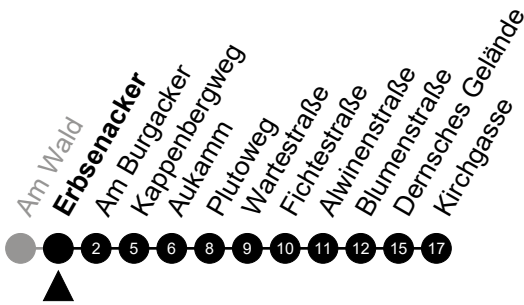 Am Wald
Erbsenacker
Am Burgacker
Kappenbergweg
Aukamm
Plutoweg
Wartestraße
Fichtestraße
Alwinenstraße
Blumenstraße
Dernsches Gelände
Kirchgasse
2 5 6 8 9 10 11 12 15 17